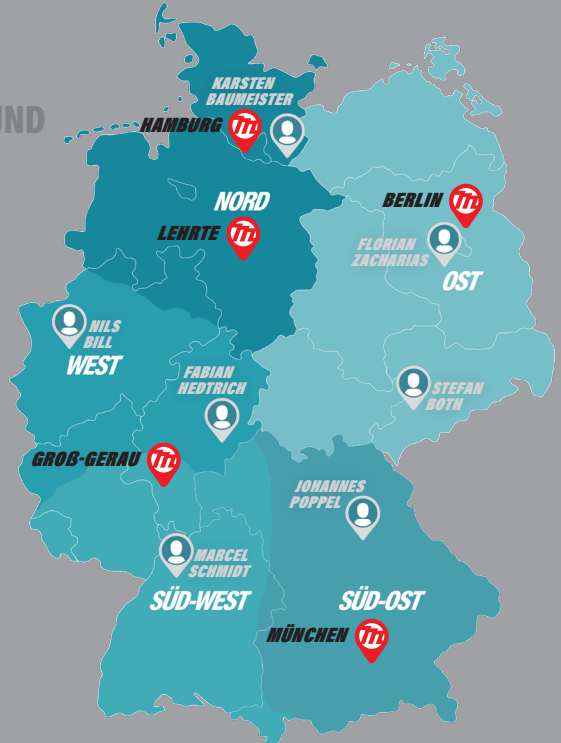 UND
KARSTEN
BAUMEISTER
HAMBURG
NORD
LEHRTE
BERLIN
FLORIAN
ZACHARIAS
OST
NILS
BILL
WEST
FABIAN
HEDTRICH
STEFAN
BOTH
GROß-GERAU
JOHANNES
POPPEL
MARCEL
SCHMIDT
SÜD-WEST
SÜD-OST
MÜNCHEN